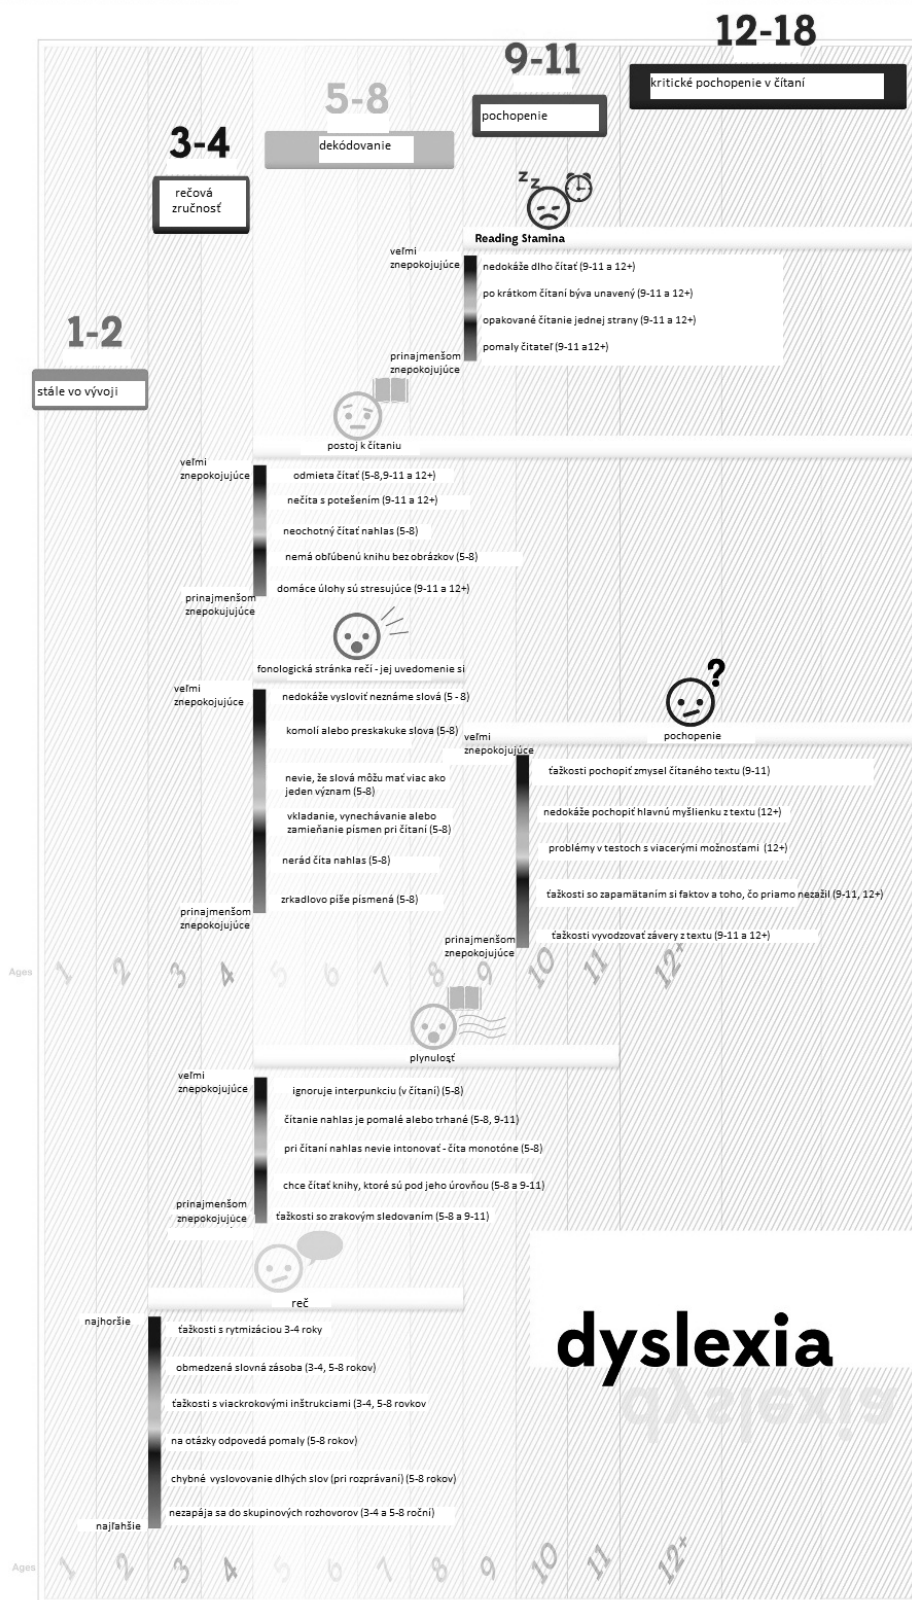 12-18
kritické pochopenie v čítaní
9-11
pochopenie
5-8
dekódovanie
3-4
rečová
zručnosť
1-2
stále vo vývoji
z z
Reading Stamina
veľmi
znepokojujúce
nedokáže dlho čítať (9-11 a 12+)
po krátkom čítaní býva unavený (9-11 a 12+)
opakované čítanie jednej strany (9-11 a 12+)
pomaly čitateľ (9-11 a12+)
prinajmenšom
znepokojujúce
postoj k čítaniu
veľmi
znepokojujúce
odmieta čítať (5-8,9-11 a 12+)
nečíta s potešením (9-11 a 12+)
neochotný čítať nahlas (5-8)
nemá obľúbenú knihu bez obrázkov (5-8)
domáce úlohy sú stresujúce (9-11 a 12+)
prinajmenšom
znepokujujúce
fonologická stránka rečí - jej uvedomenie si
veľmi
znepokojujúce
nedokáže vysloviť neznáme slová (5 - 8)
komolí alebo preskakuke slova (5-8)
nevie, že slová môžu mať viac ako
jeden význam (5-8)
vkladanie, vynechávanie alebo
zamieňanie pismen pri čítaní (5-8)
nerád číta nahlas (5-8)
zrkadlovo píše písmená (5-8)
prinajmenšom
znepokojujúce
?
pochopenie
veľmi
znepokojujúce
ťažkosti pochopiť zmysel čítaného textu (9-11)
nedokáže pochopiť hlavnú myšlienku z textu (12+)
problémy v testoch s viacerými možnosťami (12+)
ťažkosti so zapamätaním si faktov a toho, čo priamo nezažil (9-11, 12+)
ťažkosti vyvodzovať závery z textu (9-11 a 12+)
prinajmenšom
znepokojujúce
Ages 1 2 3 4 5 6 7 8 9 10 11 12+
plynulosť
veľmi
znepokojujúce
ignoruje interpunkciu (v čítaní) (5-8)
čítanie nahlas je pomalé alebo trhané (5-8, 9-11)
pri čítaní nahlas nevie intonovať - číta monotóne (5-8)
chce čítať knihy, ktoré sú pod jeho úrovňou (5-8 a 9-11)
ťažkosti so zrakovým sledovaním (5-8 a 9-11)
prinajmenšom
znepokojujúce
reč
najhoršie
ťažkosti s rytmizáciou 3-4 roky
obmedzená slovná zásoba (3-4, 5-8 rokov)
ťažkosti s viackrokovými inštrukciami (3-4, 5-8 rovkov
na otázky odpovedá pomaly (5-8 rokov)
chybné vyslovovanie dlhých slov (pri rozprávaní) (5-8 rokov)
nezapája sa do skupinových rozhovorov (3-4 a 5-8 roční)
najľahšie
dyslexia
dyslexia
Ages 1 2 3 4 5 6 7 8 9 10 11 12+